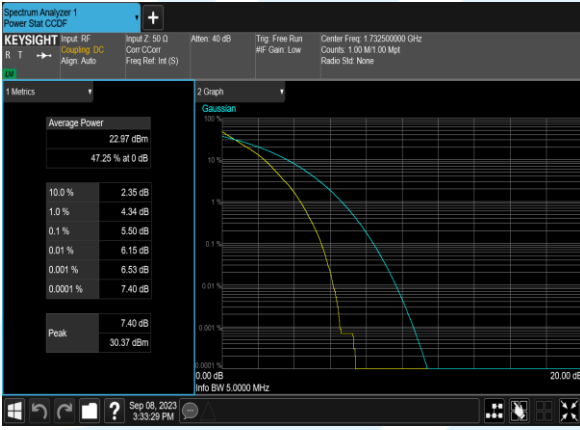 Spectrum Analyzer 1
Power Stat CCDF
+
KEYSIGHT
R T
LV
Input: RF
Coupling: DC
Align: Auto
Input Z: 50 Ω
Corr CCorr
Freq Ref: Int (S)
Atten: 40 dB
Trig: Free Run
#IF Gain: Low
Center Freq: 1.732500000 GHz
Counts: 1.00 M/1.00 Mpt
Radio Std: None
1 Metrics
Average Power
22.97 dBm
47.25 % at 0 dB
10.0 % 2.35 dB
1.0 % 4.34 dB
0.1 % 5.50 dB
0.01 % 6.15 dB
0.001 % 6.53 dB
0.0001 % 7.40 dB
Peak
7.40 dB
30.37 dBm
2 Graph
Gaussian
100 %
10 %
1 %
0.1 %
0.01 %
0.001 %
0.0001 %
0.00 dB
20.00 dB
Info BW 5.0000 MHz
?
Sep 08, 2023
3:33:29 PM